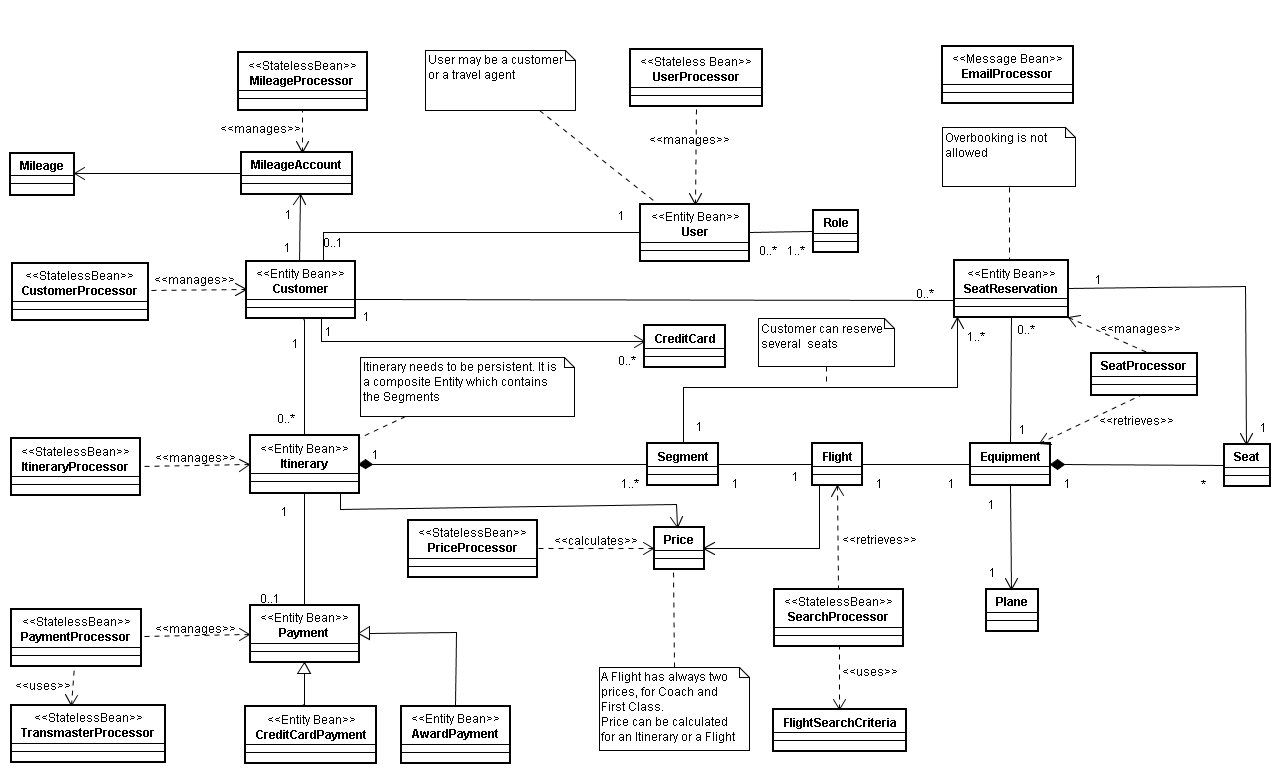 <<StatelessBean>>
MileageProcessor
User may be a customer
or a travel agent
<<Stateless Bean>>
UserProcessor
<<Message Bean>>
EmailProcessor
<<manages>>
<<manages>>
Overbooking is not
allowed
Mileage
MileageAccount
1
1
<<Entity Bean>>
User
1
0..1
Role
0..*
1..*
<<StatelessBean>>
CustomerProcessor
<<manages>>
<<Entity Bean>>
Customer
1
0..*
<<Entity Bean>>
SeatReservation
1
1
0..*
CreditCard
Customer can reserve
several  seats
1..*
0..*
<<manages>>
SeatProcessor
<<retrieves>>
1
0..*
Itinerary needs to be persistent. It is
a composite Entity which contains
the Segments
<<StatelessBean>>
ItineraryProcessor
<<manages>>
<<Entity Bean>>
Itinerary
1
1..*
1
Segment
1
1
Flight
1
1
1
Equipment
1
*
1
Seat
1
<<StatelessBean>>
PriceProcessor
<<calculates>>
Price
<<retrieves>>
1
1
Plane
0..1
<<StatelessBean>>
PaymentProcessor
<<manages>>
<<Entity Bean>>
Payment
<<StatelessBean>>
SearchProcessor
<<uses>>
<<uses>>
A Flight has always two
prices, for Coach and
First Class.
Price can be calculated
for an Itinerary or a Flight
<<StatelessBean>>
TransmasterProcessor
<<Entity Bean>>
CreditCardPayment
<<Entity Bean>>
AwardPayment
FlightSearchCriteria